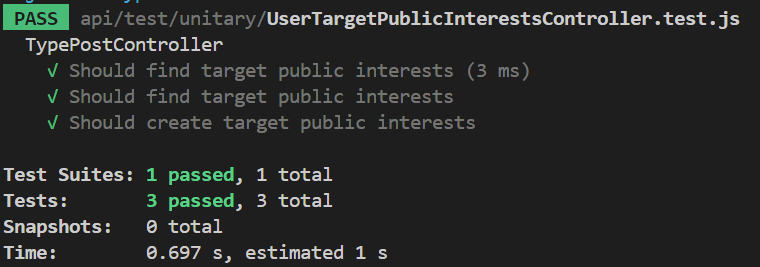 PASS api/test/unitary/UserTargetPublicInterestsController.test.js
TypePostController
√ Should find target public interests (3 ms)
√ Should find target public interests
√ Should create target public interests
Test Suites: 1 passed, 1 total
Tests: 3 passed, 3 total
Snapshots: 0 total
Time: 0.697 s, estimated 1 s